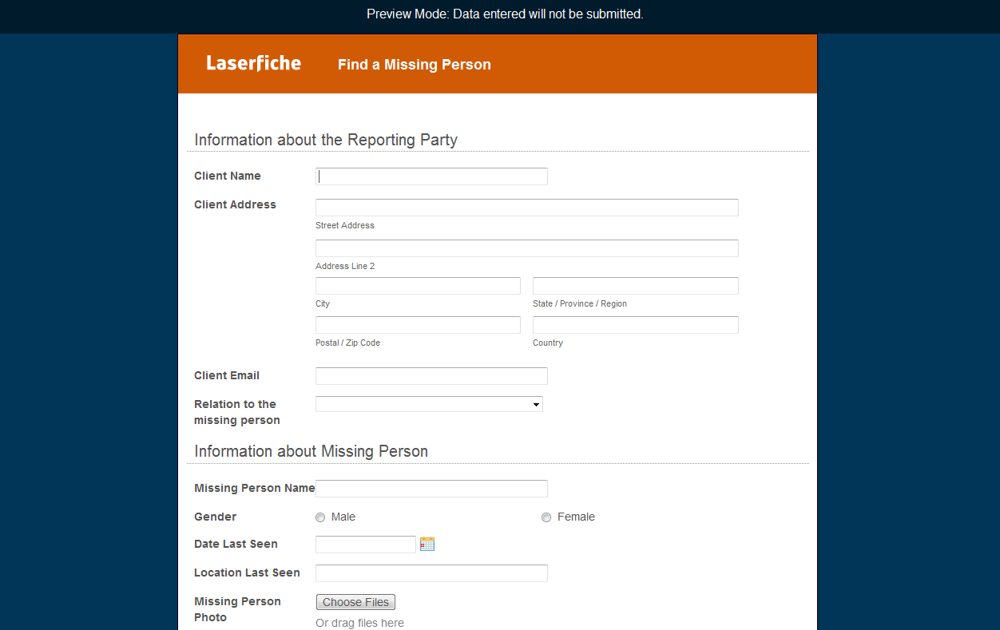 Preview Mode: Data entered will not be submitted.
Laserfiche
Find a Missing Person
Information about the Reporting Party
Client Name
Client Address
Street Address
Address Line 2
City
State / Province / Region
Postal / Zip Code
Country
Client Email
Relation to the
missing person
Information about Missing Person
Missing Person Name
Gender
Male
Female
Date Last Seen
Location Last Seen
Missing Person
Photo
Choose Files
Or drag files here